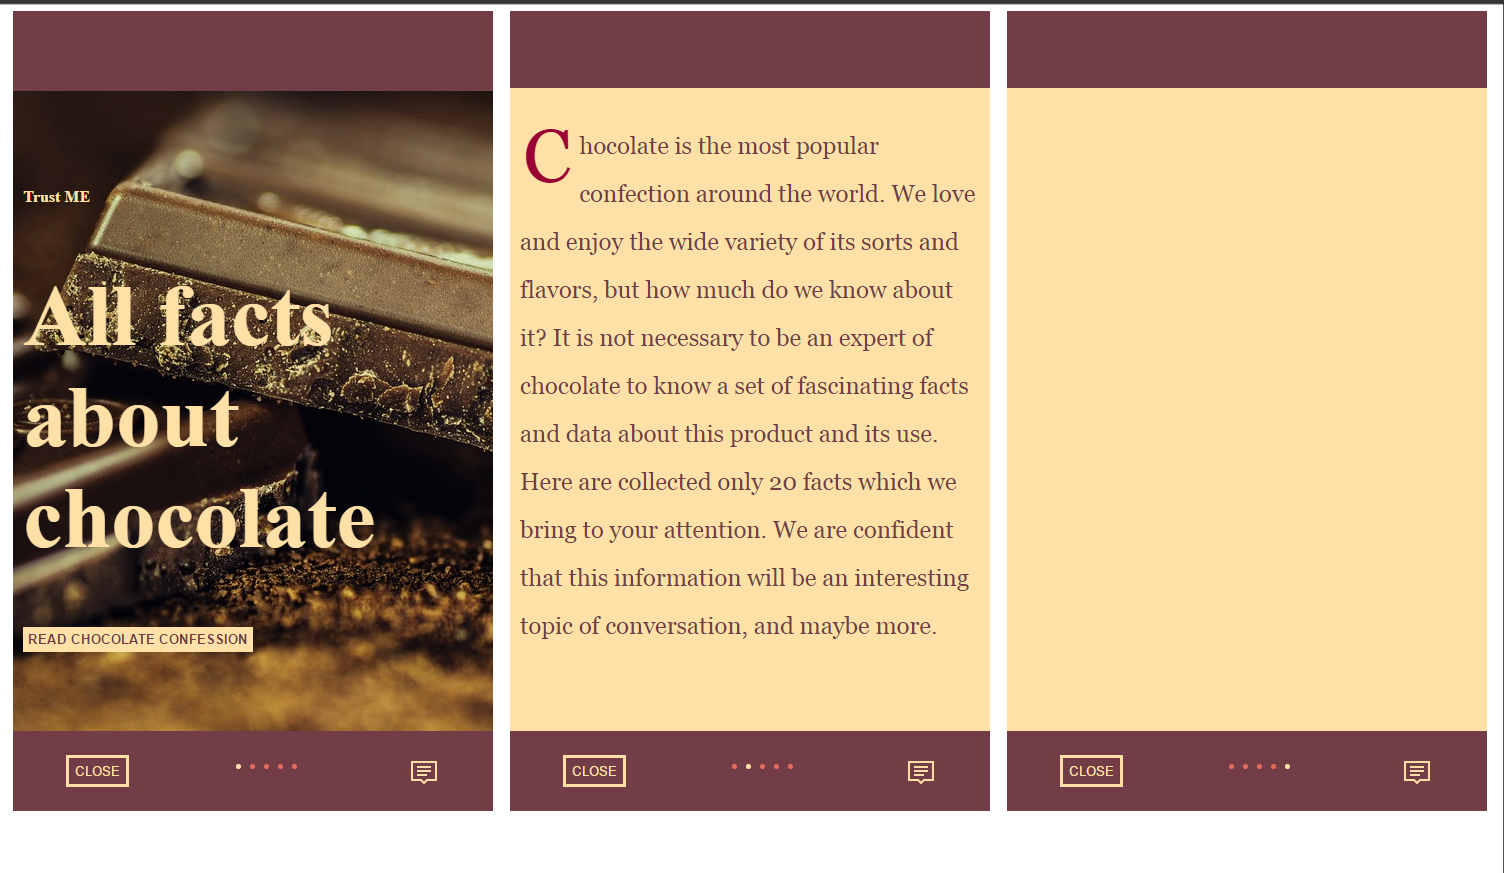 Trust ME
All facts
about
chocolate
READ CHOCOLATE CONFESSION
CLOSE
Chocolate is the most popular
confection around the world. We love
and enjoy the wide variety of its sorts and
flavors, but how much do we know about
it? It is not necessary to be an expert of
chocolate to know a set of fascinating facts
and data about this product and its use.
Here are collected only 20 facts which we
bring to your attention. We are confident
that this information will be an interesting
topic of conversation, and maybe more.
CLOSE
CLOSE